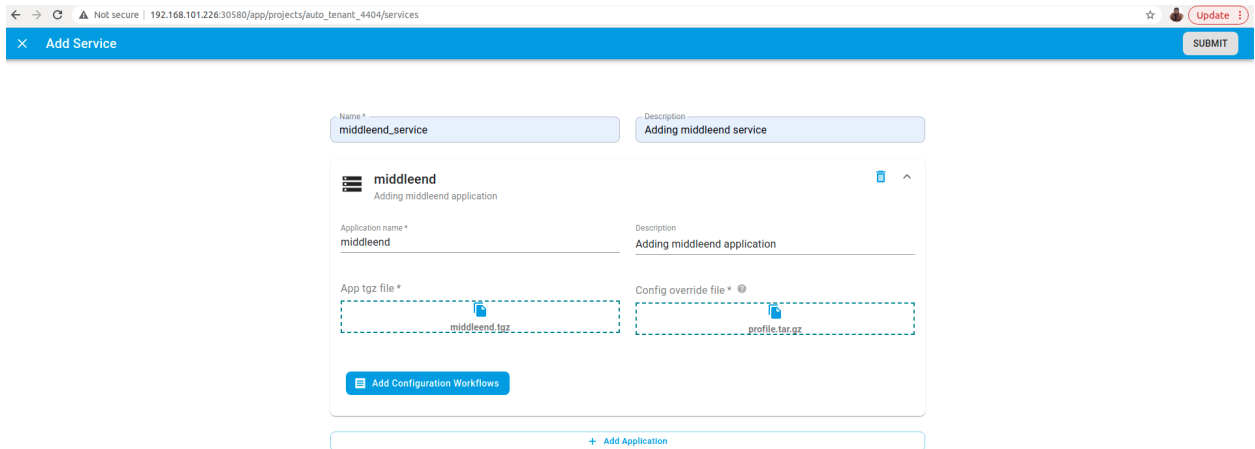 Not secure | 192.168.101.226:30580/app/projects/auto_tenant_4404/services
Update
Add Service
SUBMIT
Name *
middleend_service
Description
Adding middleend service
middleend
Adding middleend application
Application name *
middleend
Description
Adding middleend application
App tgz file *
middleend.tgz
Config override file *
profile.tar.gz
Add Configuration Workflows
+ Add Application